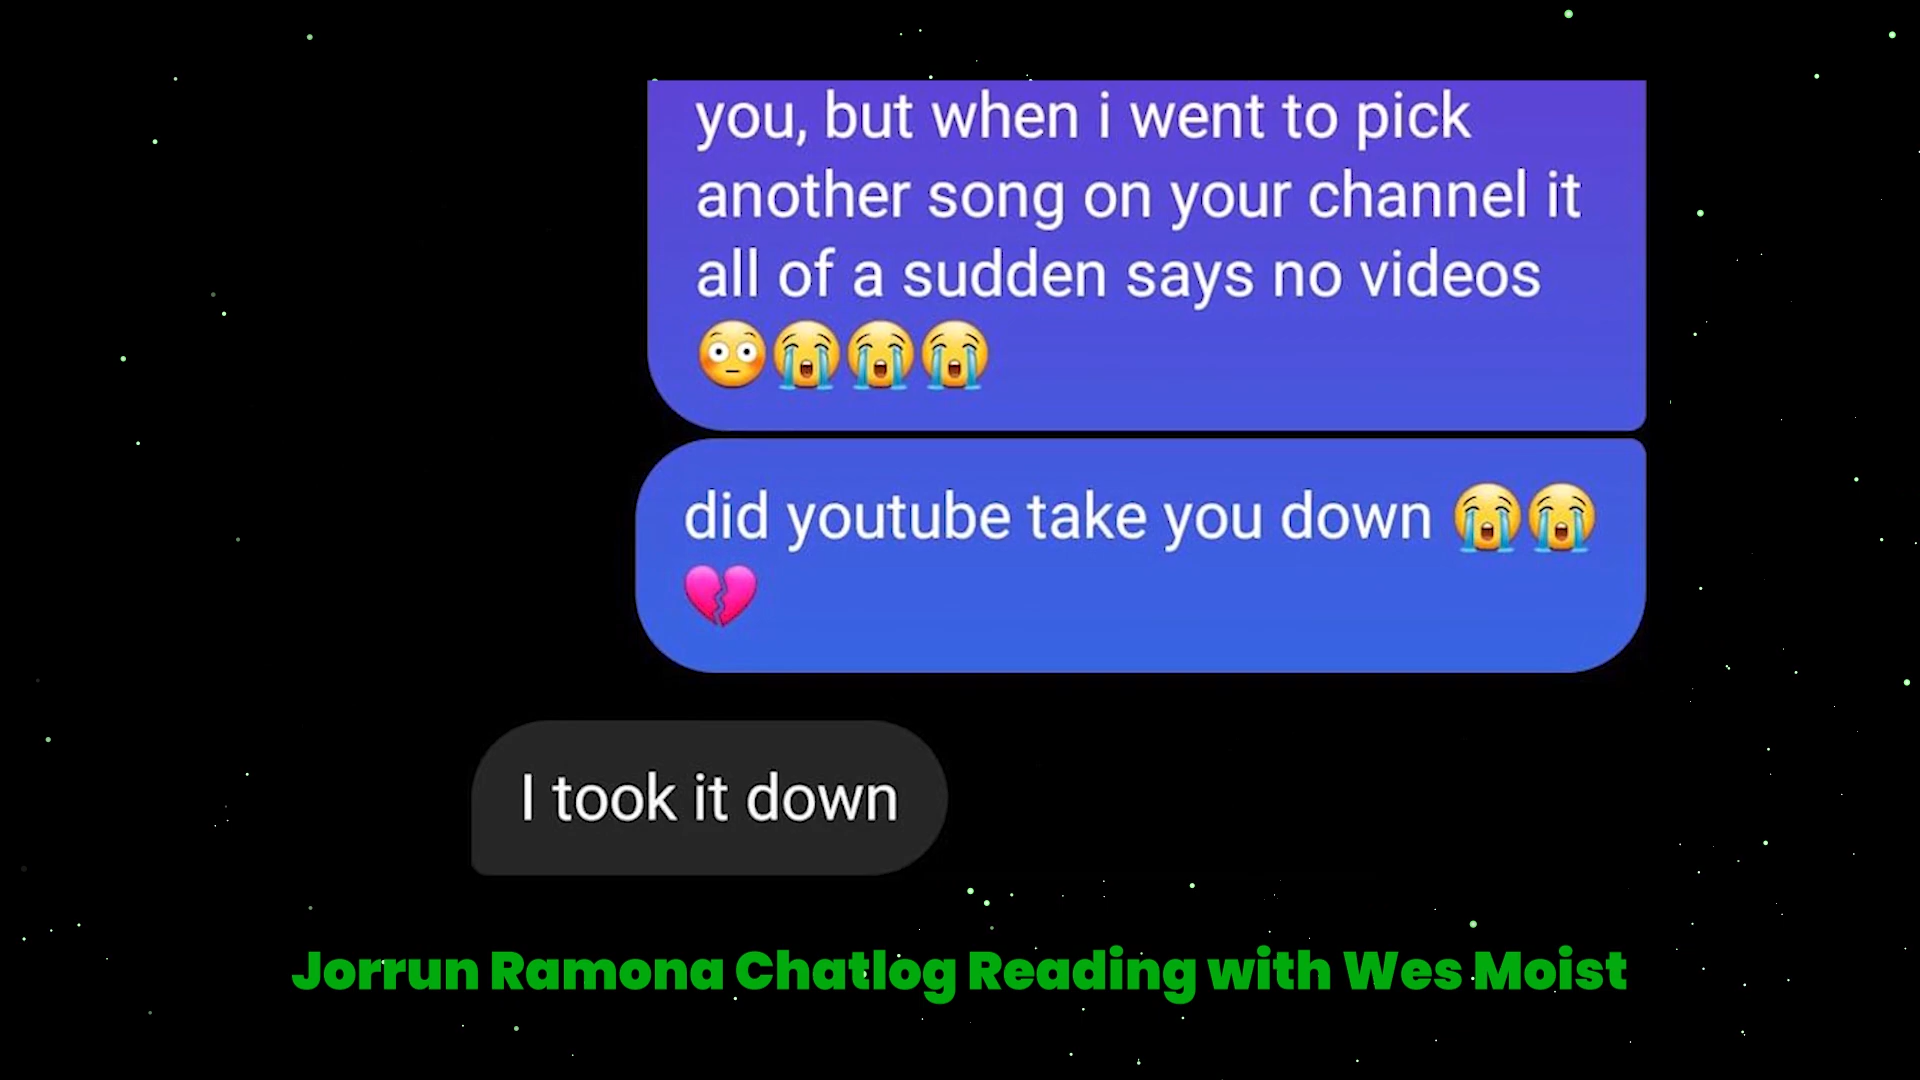 you, but when i went to pick
another song on your channel it
all of a sudden says no videos
😳😭😭😭
did youtube take you down 😭😭
💔
I took it down
Jorrun Ramona Chatlog Reading with Wes Moist